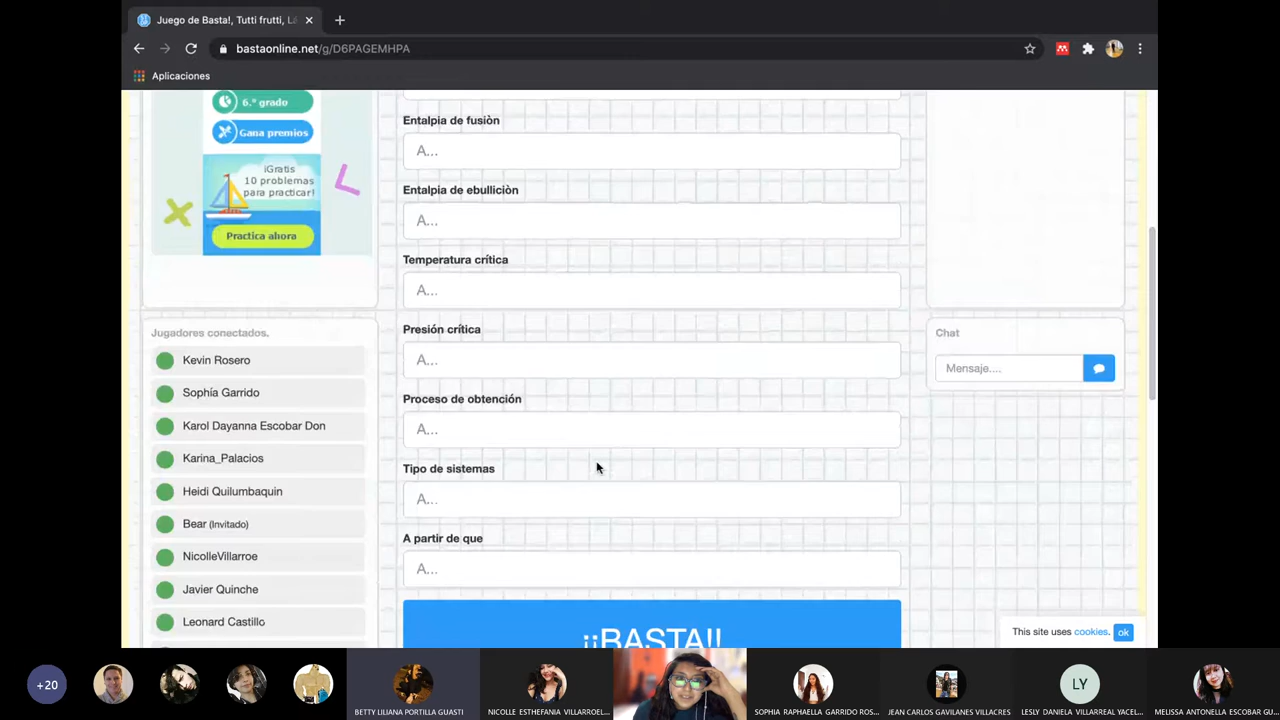 Juego de Basta!, Tutti frutti, Lá
bastaonline.net/g/D6PAGEMHPA
Aplicaciones
6.º grado
Gana premios
¡Gratis
10 problemas
para practicar!
Practica ahora
Entalpia de fusiòn
A...
Entalpia de ebulliciòn
A...
Temperatura crítica
A...
Presión crítica
A...
Proceso de obtención
A...
Tipo de sistemas
A...
A partir de que
A...
¡¡BASTA!!
Jugadores conectados.
Kevin Rosero
Sophía Garrido
Karol Dayanna Escobar Don
Karina_Palacios
Heidi Quilumbaquin
Bear (Invitado)
NicolleVillarroe
Javier Quinche
Leonard Castillo
Chat
Mensaje....
This site uses cookies. ok
+20
BETTY LILIANA PORTILLA GUASTI
NICOLLE ESTHEFANIA VILLARROEL...
SOPHIA RAPHAELLA GARRIDO ROS...
JEAN CARLOS GAVILANES VILLACRES
LY
LESLY DANIELA VILLARREAL YACEL...
MELISSA ANTONELLA ESCOBAR GU...